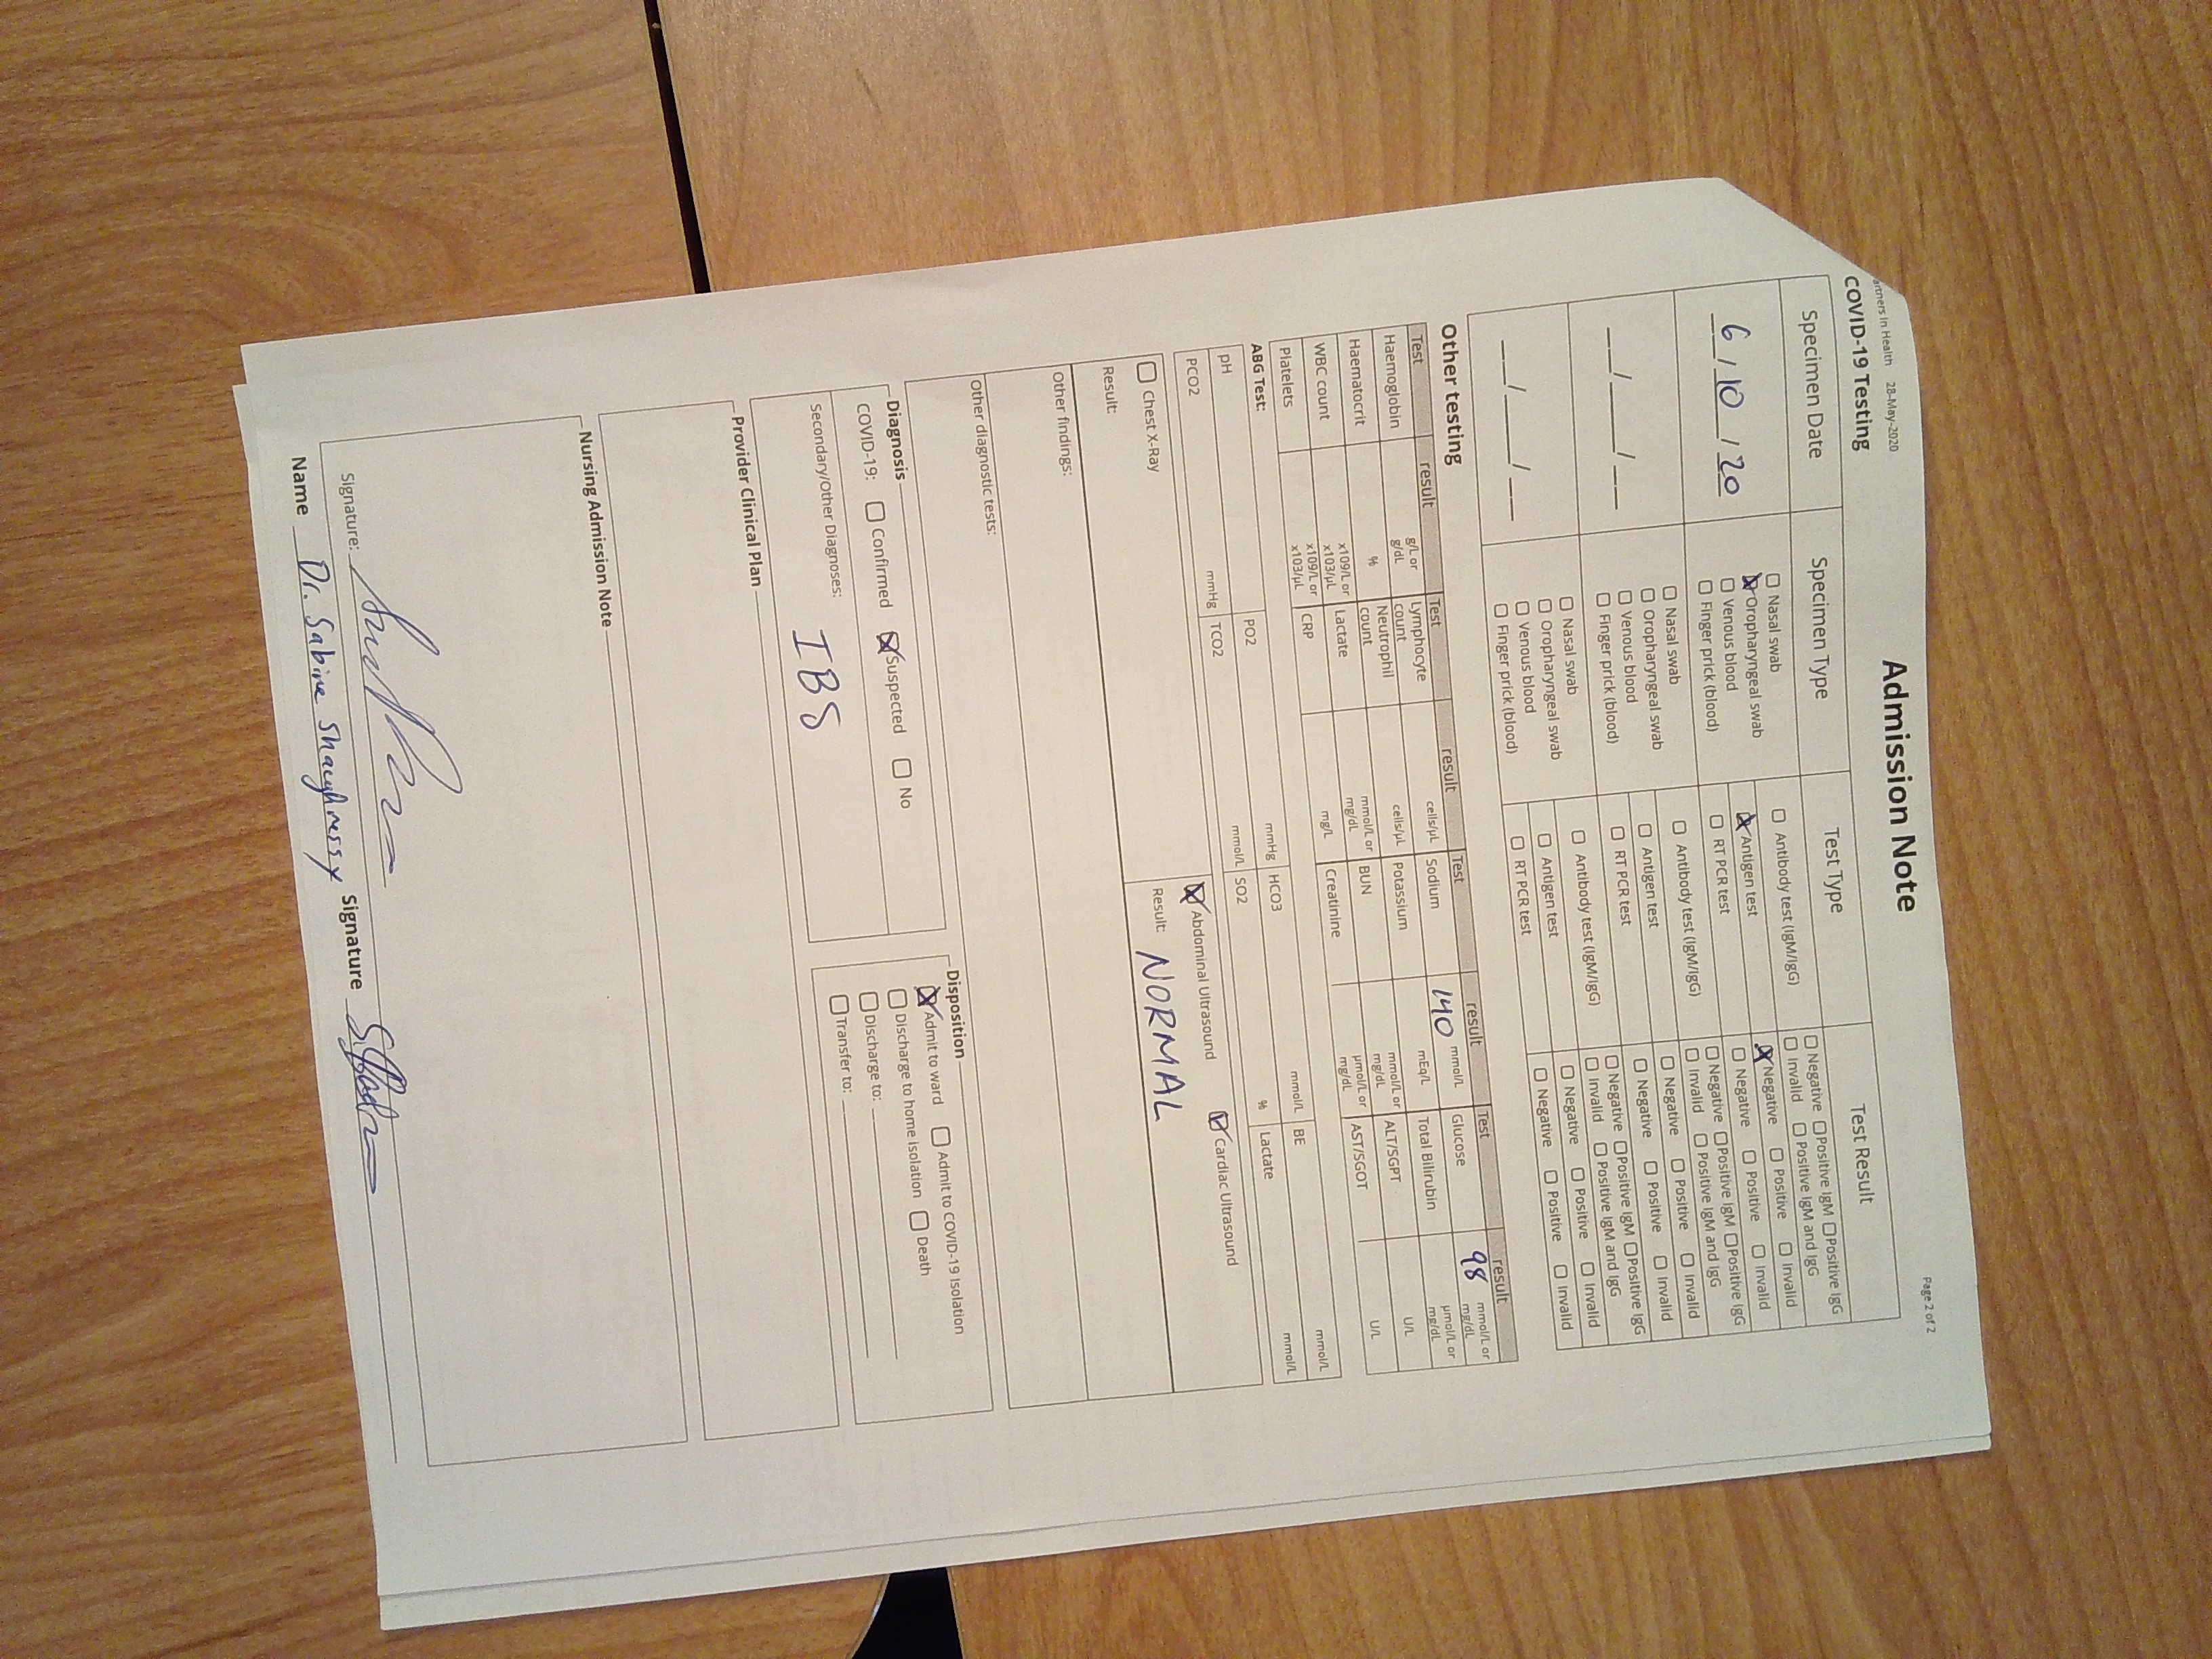 artners In Health 28-May-2020
Page 2 of 2
Admission Note
COVID-19 Testing
Specimen Date Specimen Type Test Type Test Result
6 / 10 / 20
☐ Nasal swab
☒ Oropharyngeal swab
☐ Venous blood
☐ Finger prick (blood)
☐ Antibody test (IgM/IgG)
☒ Antigen test
☐ RT PCR test
☐ Negative ☐ Positive IgM ☐ Positive IgG
☐ Invalid ☐ Positive IgM and IgG
☒ Negative ☐ Positive ☐ Invalid
☐ Negative ☐ Positive ☐ Invalid
__/___/__
☐ Nasal swab
☐ Oropharyngeal swab
☐ Venous blood
☐ Finger prick (blood)
☐ Antibody test (IgM/IgG)
☐ Antigen test
☐ RT PCR test
☐ Negative ☐ Positive IgM ☐ Positive IgG
☐ Invalid ☐ Positive IgM and IgG
☐ Negative ☐ Positive ☐ Invalid
☐ Negative ☐ Positive ☐ Invalid
__/___/__
☐ Nasal swab
☐ Oropharyngeal swab
☐ Venous blood
☐ Finger prick (blood)
☐ Antibody test (IgM/IgG)
☐ Antigen test
☐ RT PCR test
☐ Negative ☐ Positive IgM ☐ Positive IgG
☐ Invalid ☐ Positive IgM and IgG
☐ Negative ☐ Positive ☐ Invalid
☐ Negative ☐ Positive ☐ Invalid
Other testing
Test result Test result Test result Test result
Haemoglobin g/L or g/dL Lymphocyte count cells/µL Sodium 140 mmol/L Glucose 98 mmol/L or mg/dL
Haematocrit % Neutrophil count cells/µL Potassium mEq/L Total Bilirubin µmol/L or mg/dL
WBC count x109/L or x103/µL Lactate mmol/L or mg/dL BUN mmol/L or mg/dL ALT/SGPT U/L
Platelets x109/L or x103/µL CRP mg/L Creatinine µmol/L or mg/dL AST/SGOT U/L
ABG Test:
pH PO2 mmHg HCO3 mmol/L BE mmol/L
PCO2 mmHg TCO2 mmol/L SO2 % Lactate mmol/L
☐ Chest X-Ray ☒ Abdominal Ultrasound ☒ Cardiac Ultrasound
Result: Result: NORMAL
Other findings:
Other diagnostic tests:
Diagnosis
COVID-19: ☐ Confirmed ☒ Suspected ☐ No
Secondary/Other Diagnoses: IBS
Disposition
☒ Admit to ward ☐ Admit to COVID-19 Isolation
☐ Discharge to home isolation ☐ Death
☐ Discharge to:
☐ Transfer to:
Provider Clinical Plan
Nursing Admission Note
Signature:
Name Dr. Sabine Shaughnessy Signature